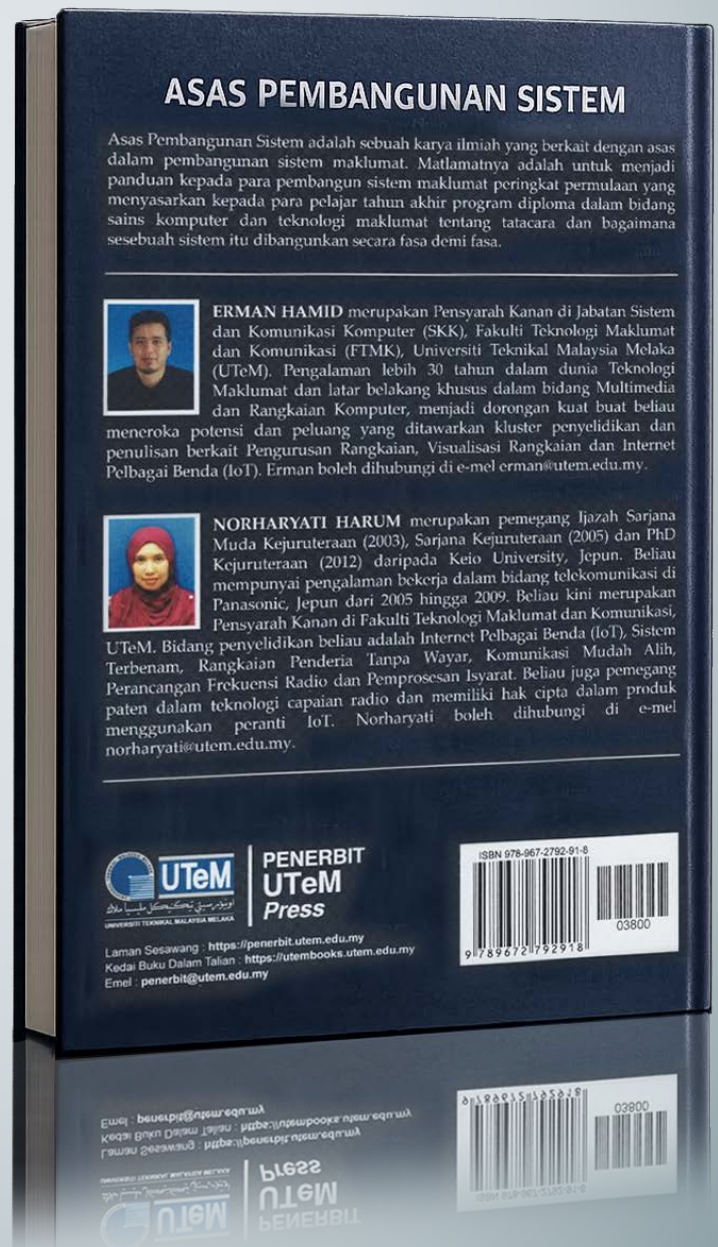 ASAS PEMBANGUNAN SISTEM
Asas Pembangunan Sistem adalah sebuah karya ilmiah yang berkait dengan asas
dalam pembangunan sistem maklumat. Matlamatnya adalah untuk menjadi
panduan kepada para pembangun sistem maklumat peringkat permulaan yang
menyasarkan kepada para pelajar tahun akhir program diploma dalam bidang
sains komputer dan teknologi maklumat tentang tatacara dan bagaimana
sesebuah sistem itu dibangunkan secara fasa demi fasa.
ERMAN HAMID merupakan Pensyarah Kanan di Jabatan Sistem
dan Komunikasi Komputer (SKK), Fakulti Teknologi Maklumat
dan Komunikasi (FTMK), Universiti Teknikal Malaysia Melaka
(UTeM). Pengalaman lebih 30 tahun dalam dunia Teknologi
Maklumat dan latar belakang khusus dalam bidang Multimedia
dan Rangkaian Komputer, menjadi dorongan kuat buat beliau
meneroka potensi dan peluang yang ditawarkan kluster penyelidikan dan
penulisan berkait Pengurusan Rangkaian, Visualisasi Rangkaian dan Internet
Pelbagai Benda (IoT). Erman boleh dihubungi di e-mel erman@utem.edu.my.
NORHARYATI HARUM merupakan pemegang Ijazah Sarjana
Muda Kejuruteraan (2003), Sarjana Kejuruteraan (2005) dan PhD
Kejuruteraan (2012) daripada Keio University, Jepun. Beliau
mempunyai pengalaman bekerja dalam bidang telekomunikasi di
Panasonic, Jepun dari 2005 hingga 2009. Beliau kini merupakan
Pensyarah Kanan di Fakulti Teknologi Maklumat dan Komunikasi,
UTeM. Bidang penyelidikan beliau adalah Internet Pelbagai Benda (IoT), Sistem
Terbenam, Rangkaian Penderia Tanpa Wayar, Komunikasi Mudah Alih,
Perancangan Frekuensi Radio dan Pemprosesan Isyarat. Beliau juga pemegang
paten dalam teknologi capaian radio dan memiliki hak cipta dalam produk
menggunakan peranti IoT. Norharyati boleh dihubungi di e-mel
norharyati@utem.edu.my.
UTeM
اونيۏرسيتي تيكنيكل مليسيا ملاك
UNIVERSITI TEKNIKAL MALAYSIA MELAKA
PENERBIT
UTeM
Press
Laman Sesawang : https://penerbit.utem.edu.my
Kedai Buku Dalam Talian : https://utembooks.utem.edu.my
Emel : penerbit@utem.edu.my
ISBN 978-967-2792-91-8
9 789672 792918
03800